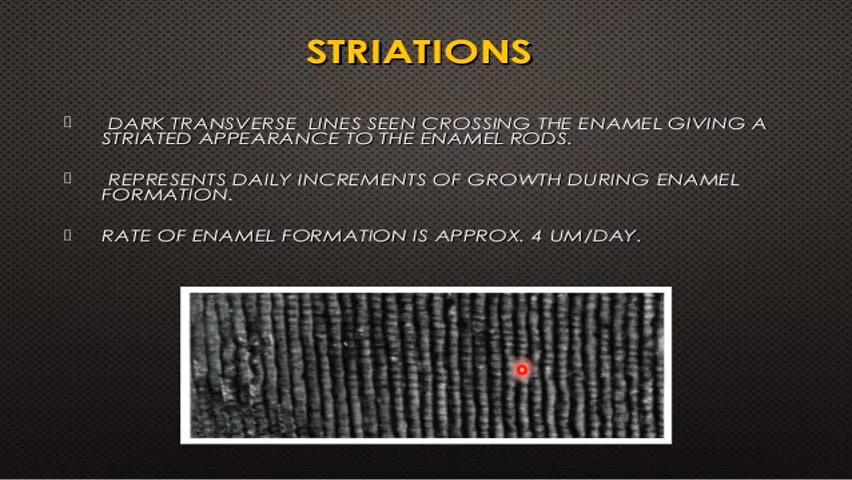 STRIATIONS
DARK TRANSVERSE LINES SEEN CROSSING THE ENAMEL GIVING A
STRIATED APPEARANCE TO THE ENAMEL RODS.
REPRESENTS DAILY INCREMENTS OF GROWTH DURING ENAMEL
FORMATION.
RATE OF ENAMEL FORMATION IS APPROX. 4 UM/DAY.